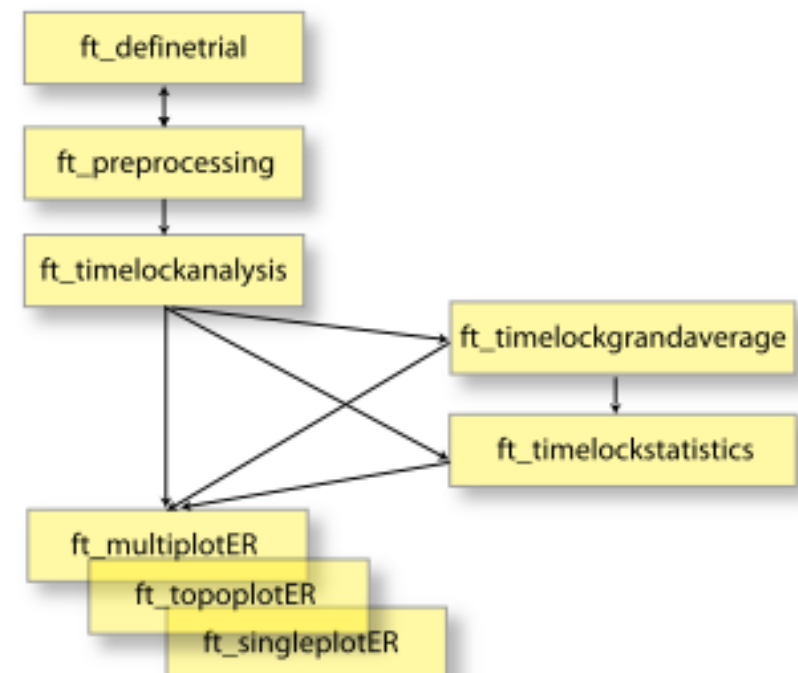 ft_definetrial
ft_preprocessing
ft_timelockanalysis
ft_timelockgrandaverage
ft_timelockstatistics
ft_multiplotER
ft_topoplotER
ft_singleplotER